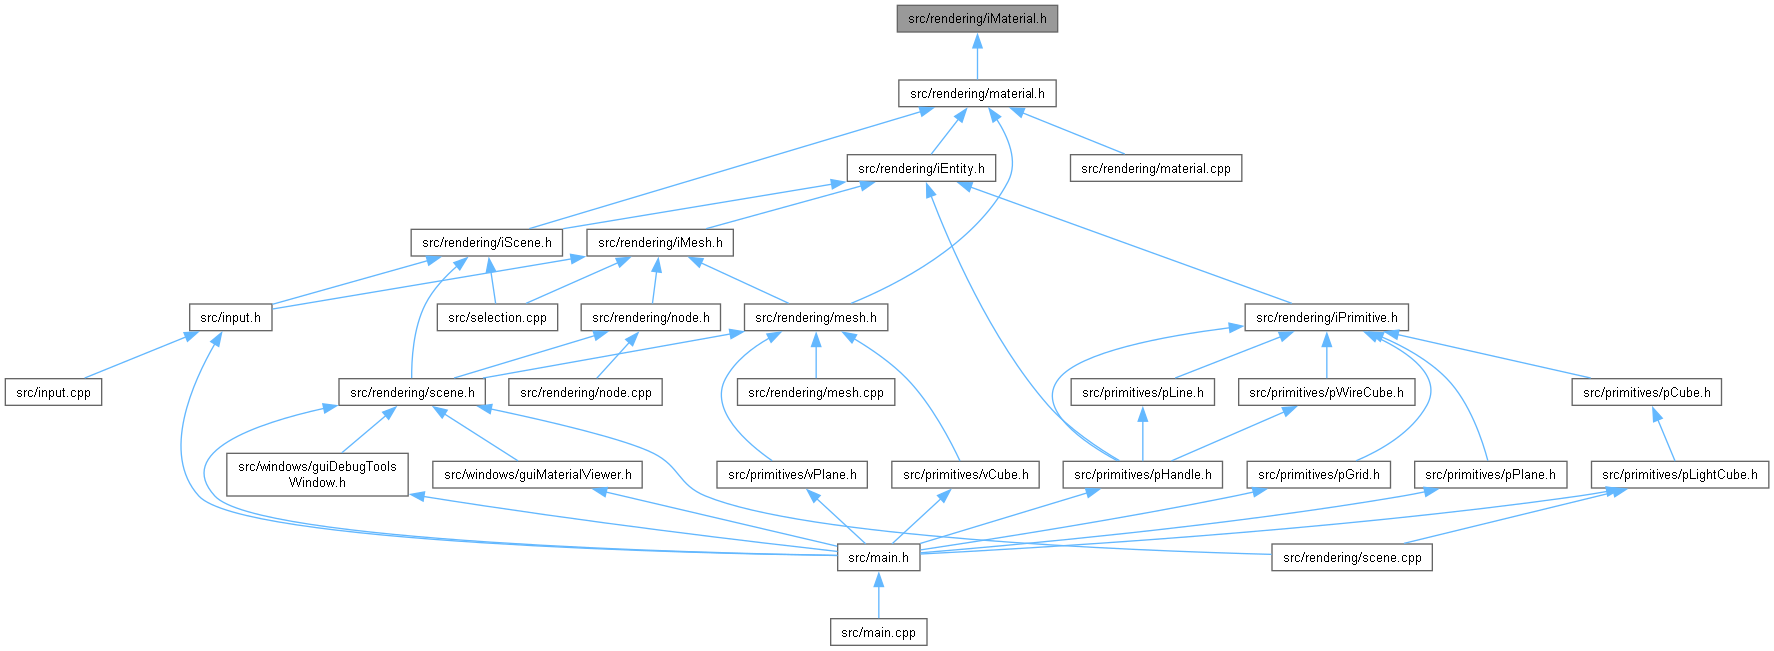 src/rendering/iMaterial.h
src/rendering/material.h
src/rendering/iEntity.h
src/rendering/material.cpp
src/rendering/iScene.h
src/rendering/iMesh.h
src/input.h
src/selection.cpp
src/rendering/node.h
src/rendering/mesh.h
src/rendering/iPrimitive.h
src/input.cpp
src/rendering/scene.h
src/rendering/node.cpp
src/rendering/mesh.cpp
src/primitives/pLine.h
src/primitives/pWireCube.h
src/primitives/pCube.h
src/windows/guiDebugTools
Window.h
src/windows/guiMaterialViewer.h
src/primitives/vPlane.h
src/primitives/vCube.h
src/primitives/pHandle.h
src/primitives/pGrid.h
src/primitives/pPlane.h
src/primitives/pLightCube.h
src/main.h
src/rendering/scene.cpp
src/main.cpp